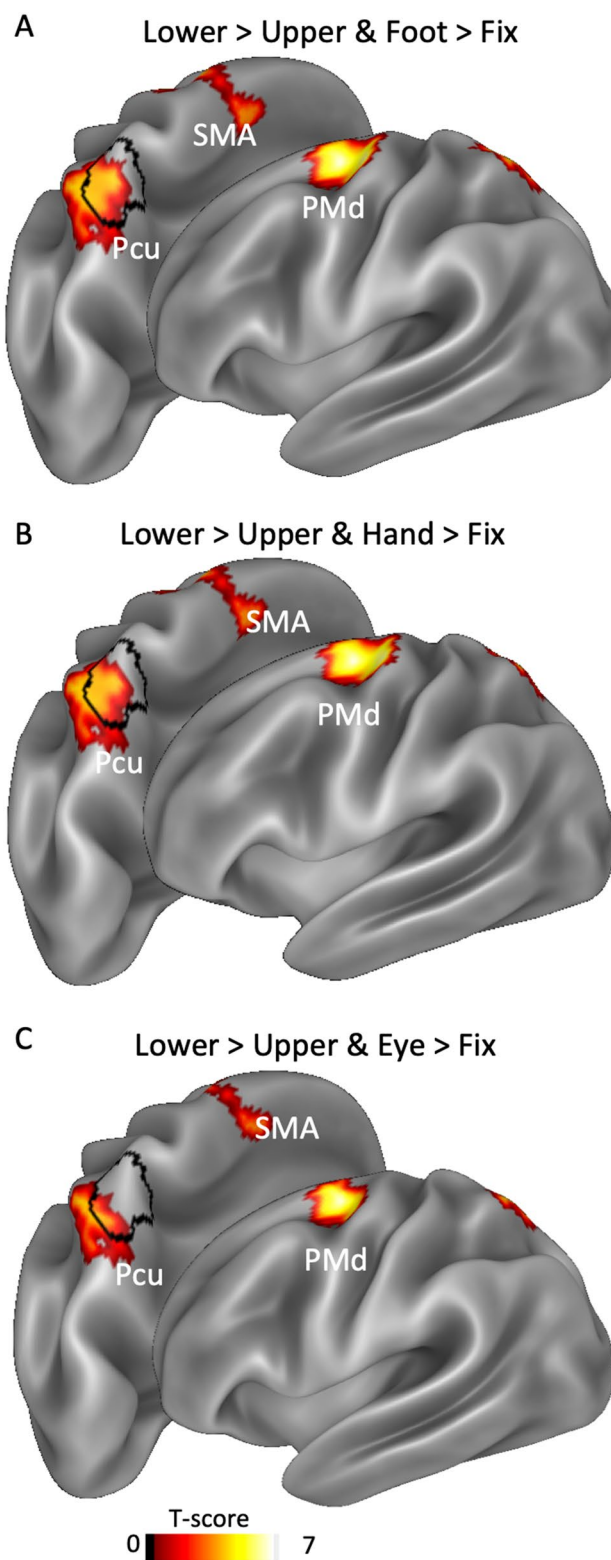 A
Lower > Upper & Foot > Fix
SMA
PMd
Pcu
B
Lower > Upper & Hand > Fix
SMA
PMd
Pcu
C
Lower > Upper & Eye > Fix
SMA
PMd
Pcu
T-score
0 7